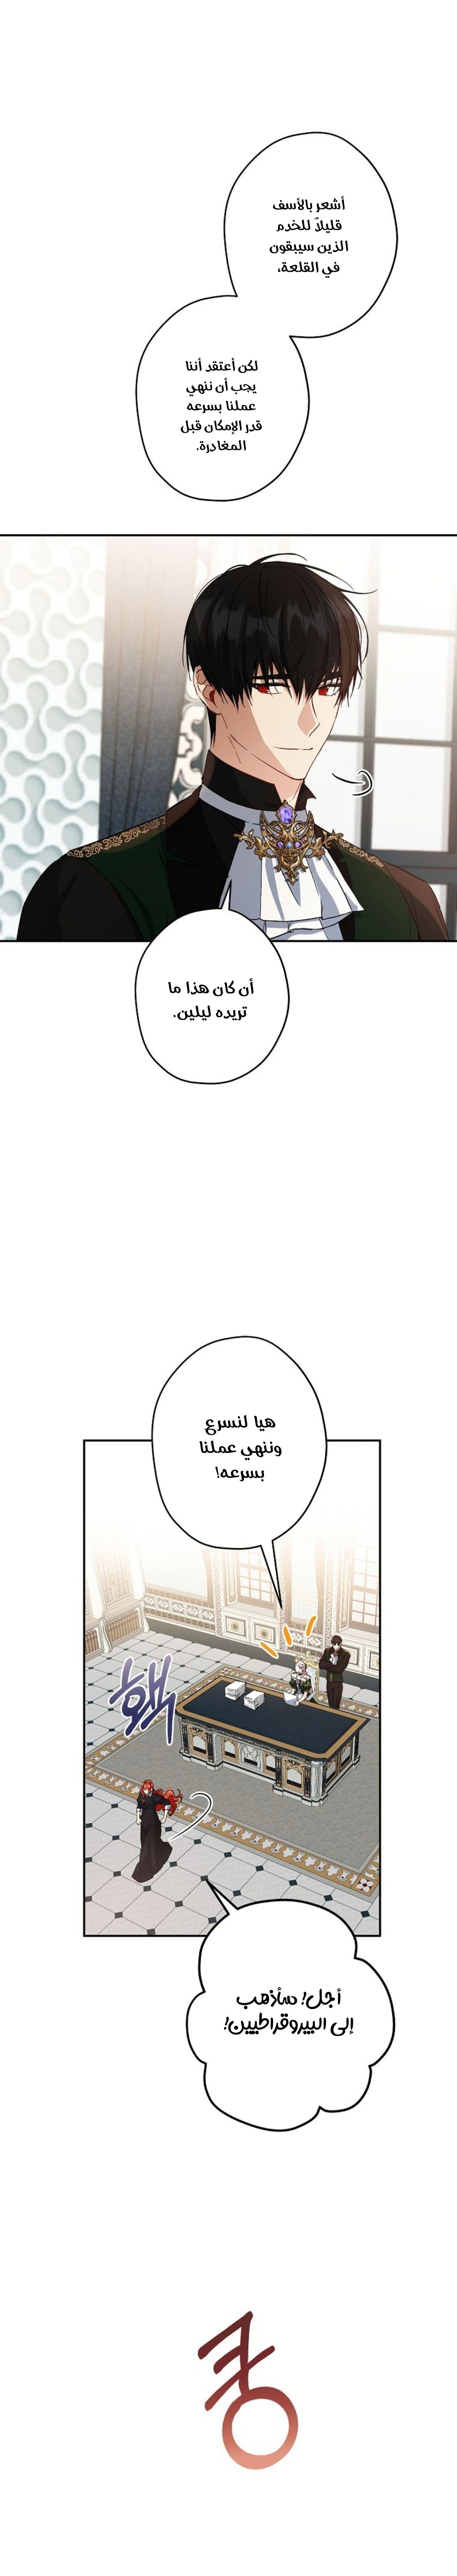 أشعر بالأسف
قليلاً للخدم
الذين سيبقون
في القلعة،
لكن أعتقد أننا
يجب أن ننهي
عملنا بسرعه
قدر الإمكان قبل
المغادرة.
أن كان هذا ما
تريده ليلين.
هيا لنسرع
وننهي عملنا
بسرعه!
홱
أجل! سأذهب
إلى البيروقراطيين!
쿵